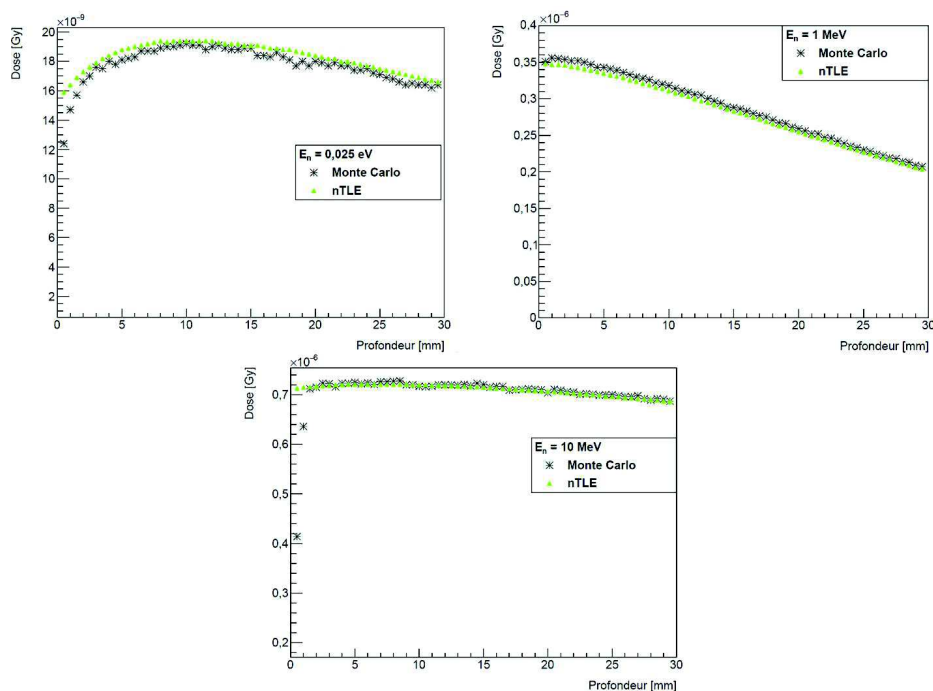 ×10⁻⁹
Dose [Gy]
20
18
16
14
12
10
8
6
4
2
0 5 10 15 20 25 30
Profondeur [mm]
Eₙ = 0,025 eV
Monte Carlo
nTLE
×10⁻⁶
Dose [Gy]
0,4
0,35
0,3
0,25
0,2
0,15
0,1
0,05
0
0 5 10 15 20 25 30
Profondeur [mm]
Eₙ = 1 MeV
Monte Carlo
nTLE
×10⁻⁶
Dose [Gy]
0,7
0,6
0,5
0,4
0,3
0,2
0 5 10 15 20 25 30
Profondeur [mm]
Eₙ = 10 MeV
Monte Carlo
nTLE